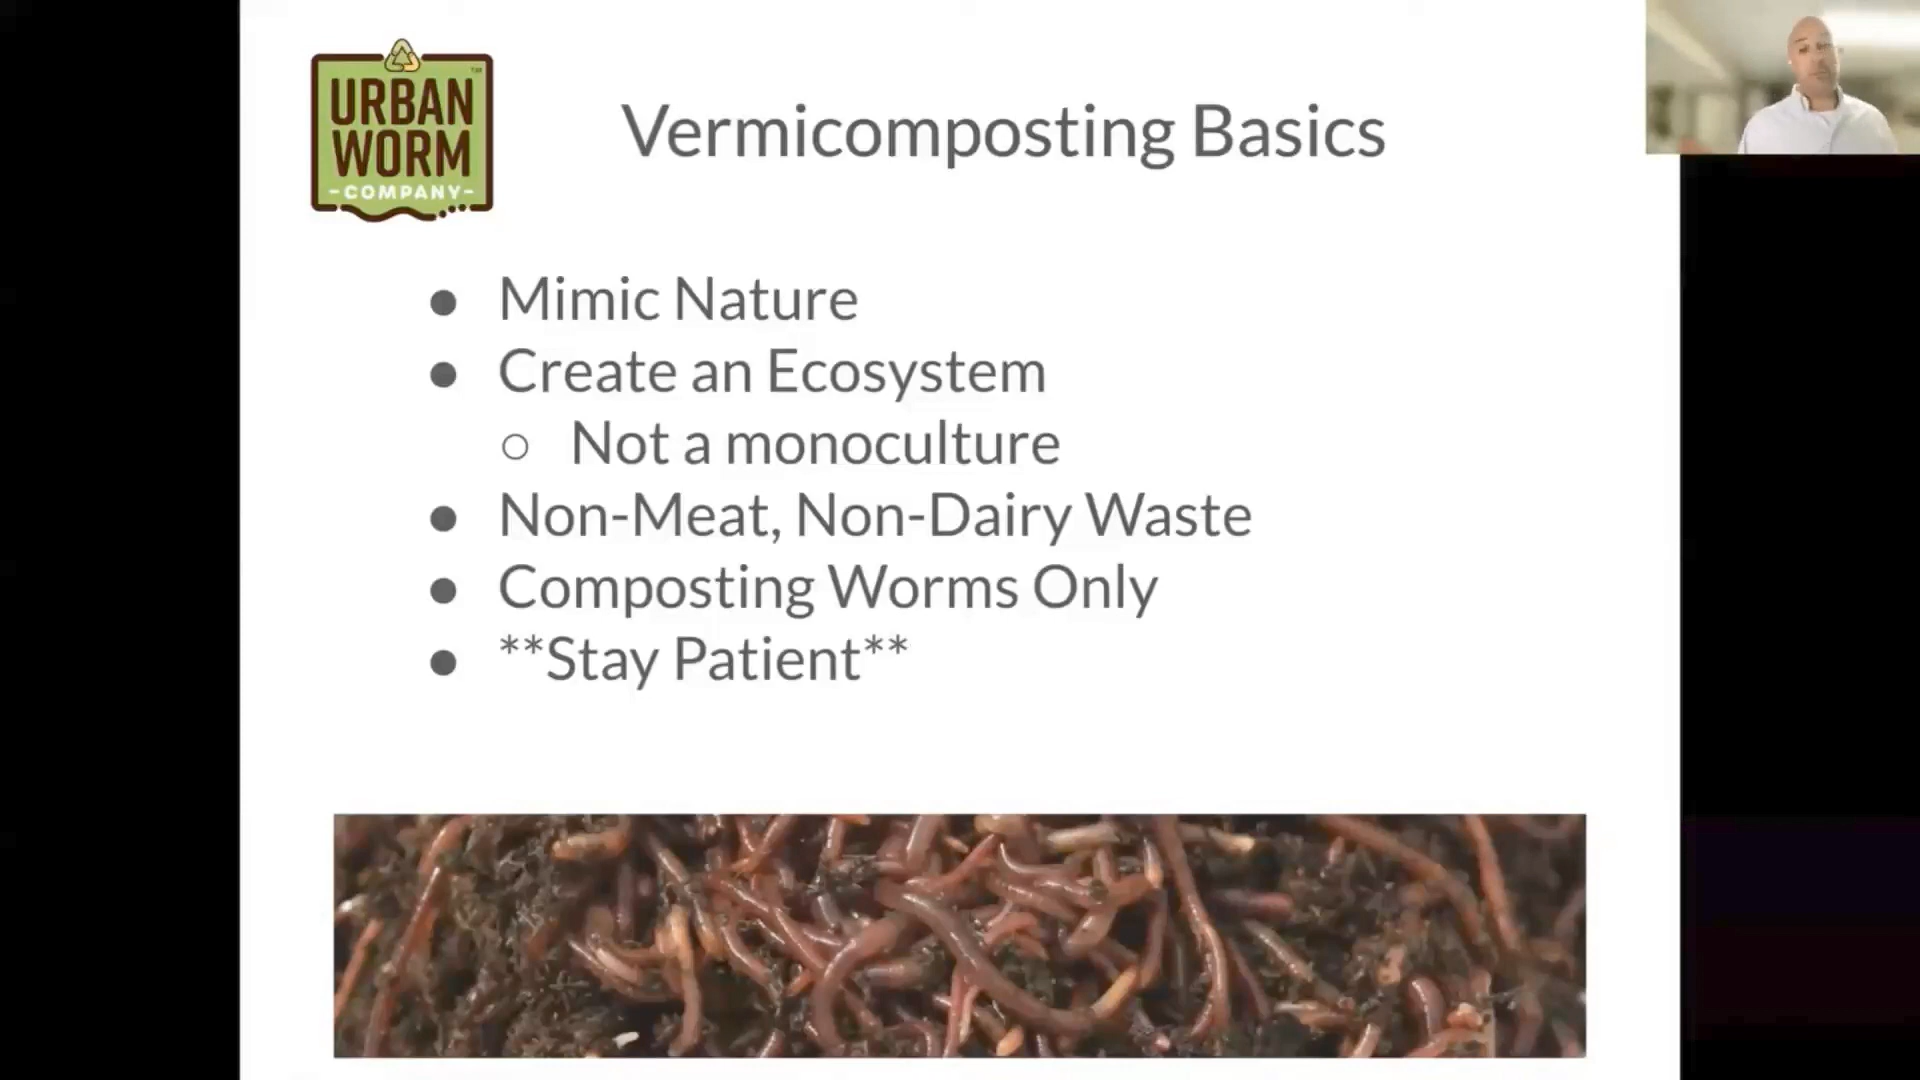 URBAN
WORM
-COMPANY-
™
Vermicomposting Basics
● Mimic Nature
● Create an Ecosystem
○ Not a monoculture
● Non-Meat, Non-Dairy Waste
● Composting Worms Only
● **Stay Patient**